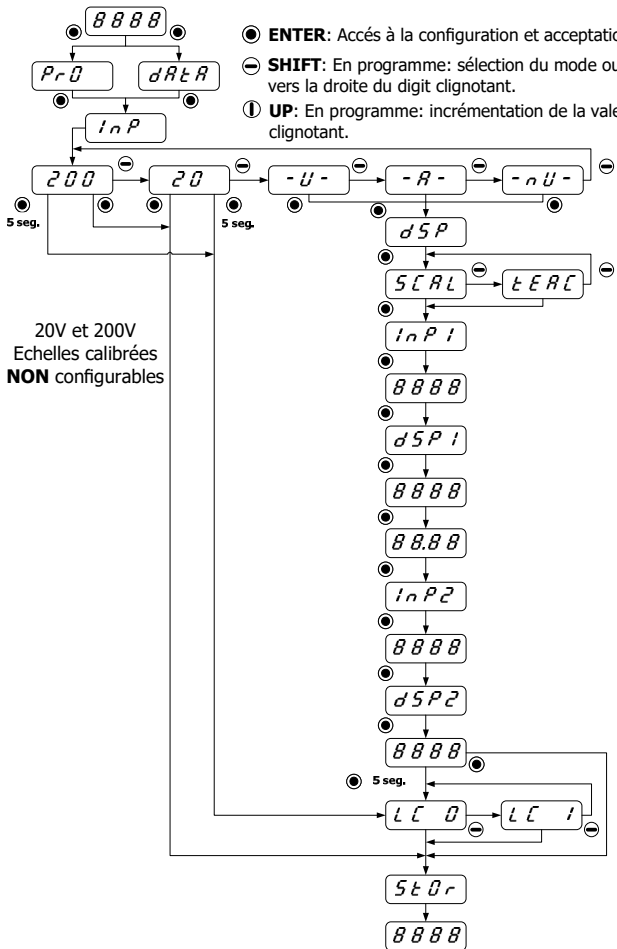 8888
ENTER: Accés à la configuration et acceptatio
SHIFT: En programme: sélection du mode ou
vers la droite du digit clignotant.
UP: En programme: incrémentation de la vale
clignotant.
Pr0 dAtA
InP
200 20 -U- -A- -nU-
5 seg. 5 seg.
dSP
SCAL tEAC
20V et 200V
Echelles calibrées
NON configurables
InP1
8888
dSP1
8888
88.88
InP2
8888
dSP2
8888
5 seg.
LC 0 LC 1
St0r
8888